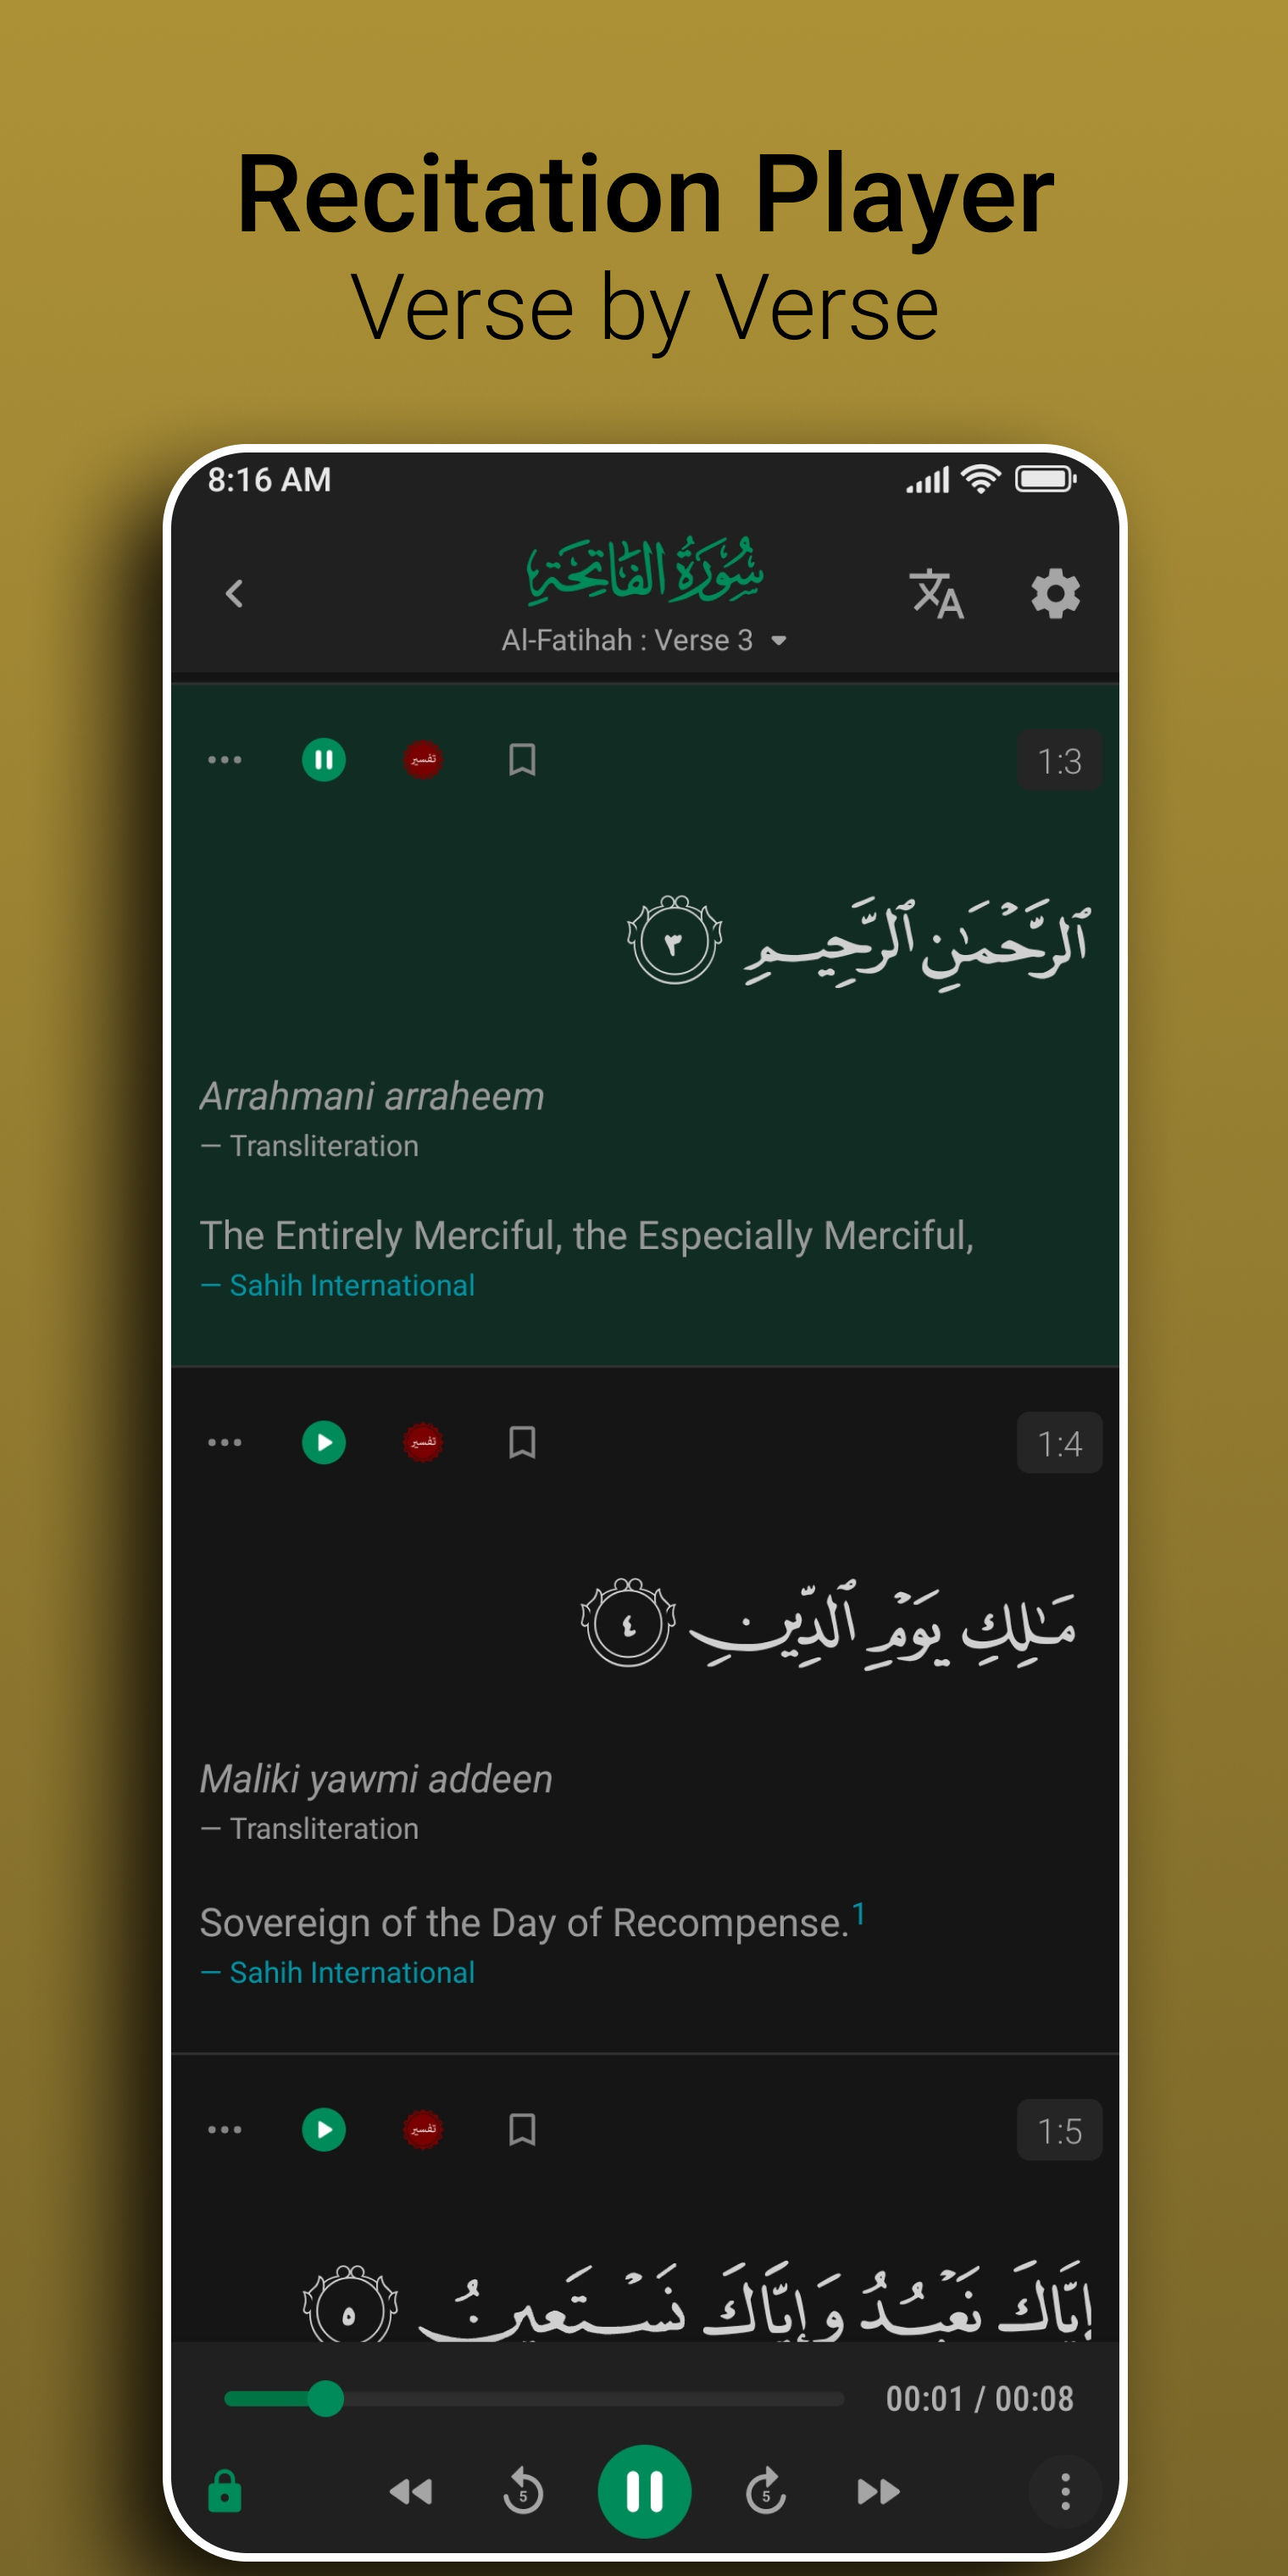 Recitation Player
Verse by Verse
8:16 AM
سُورَةُ الفَاتِحَةِ
Al-Fatihah : Verse 3
تفسير
1:3
ٱلرَّحْمَـٰنِ ٱلرَّحِيمِ ٣
Arrahmani arraheem
— Transliteration
The Entirely Merciful, the Especially Merciful,
— Sahih International
تفسير
1:4
مَـٰلِكِ يَوْمِ ٱلدِّينِ ٤
Maliki yawmi addeen
— Transliteration
Sovereign of the Day of Recompense.1
— Sahih International
تفسير
1:5
إِيَّاكَ نَعْبُدُ وَإِيَّاكَ نَسْتَعِينُ ٥
00:01 / 00:08
5
5